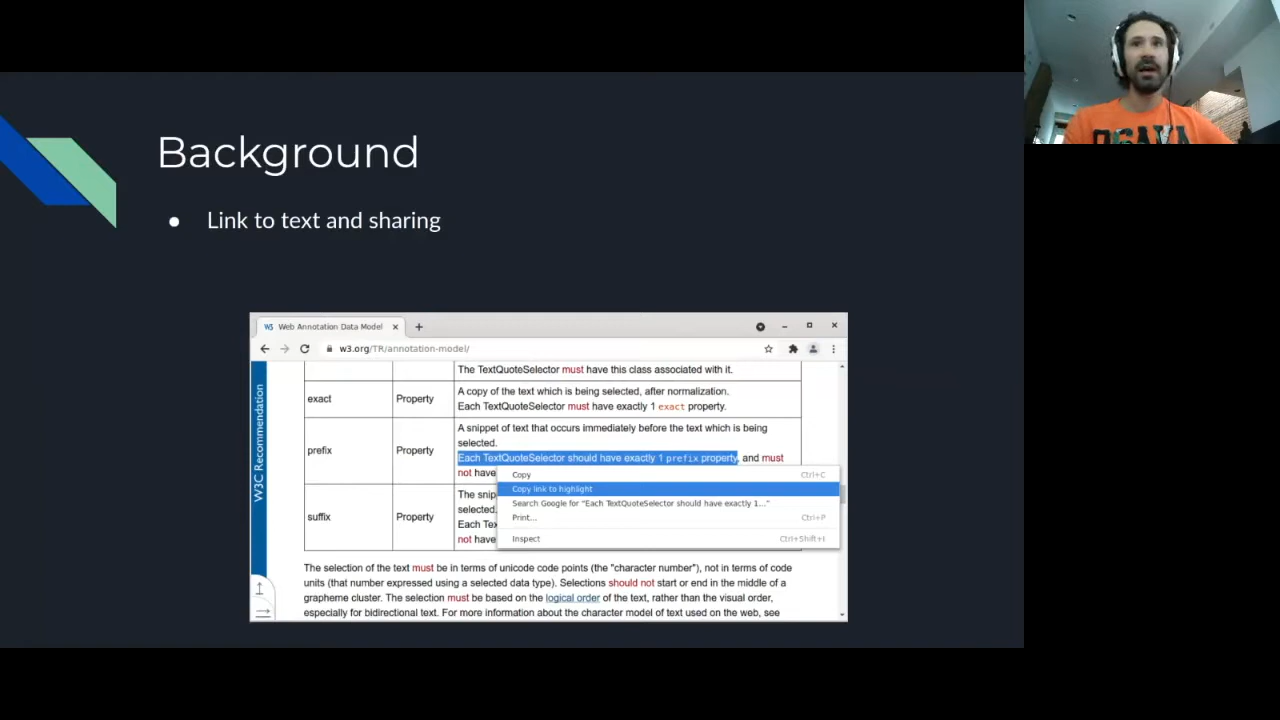 Background
● Link to text and sharing
W3 Web Annotation Data Model × +
w3.org/TR/annotation-model/
W3C Recommendation
The TextQuoteSelector must have this class associated with it.
exact Property A copy of the text which is being selected, after normalization.
Each TextQuoteSelector must have exactly 1 exact property.
prefix Property A snippet of text that occurs immediately before the text which is being
selected.
Each TextQuoteSelector should have exactly 1 prefix property and must
not have
Copy Ctrl+C
Copy link to highlight
Search Google for “Each TextQuoteSelector should have exactly 1...”
Print... Ctrl+P
Inspect Ctrl+Shift+I
suffix Property The snip
selected.
Each Tex
not have
The selection of the text must be in terms of unicode code points (the "character number"), not in terms of code
units (that number expressed using a selected data type). Selections should not start or end in the middle of a
grapheme cluster. The selection must be based on the logical order of the text, rather than the visual order,
especially for bidirectional text. For more information about the character model of text used on the web, see
OSAKA